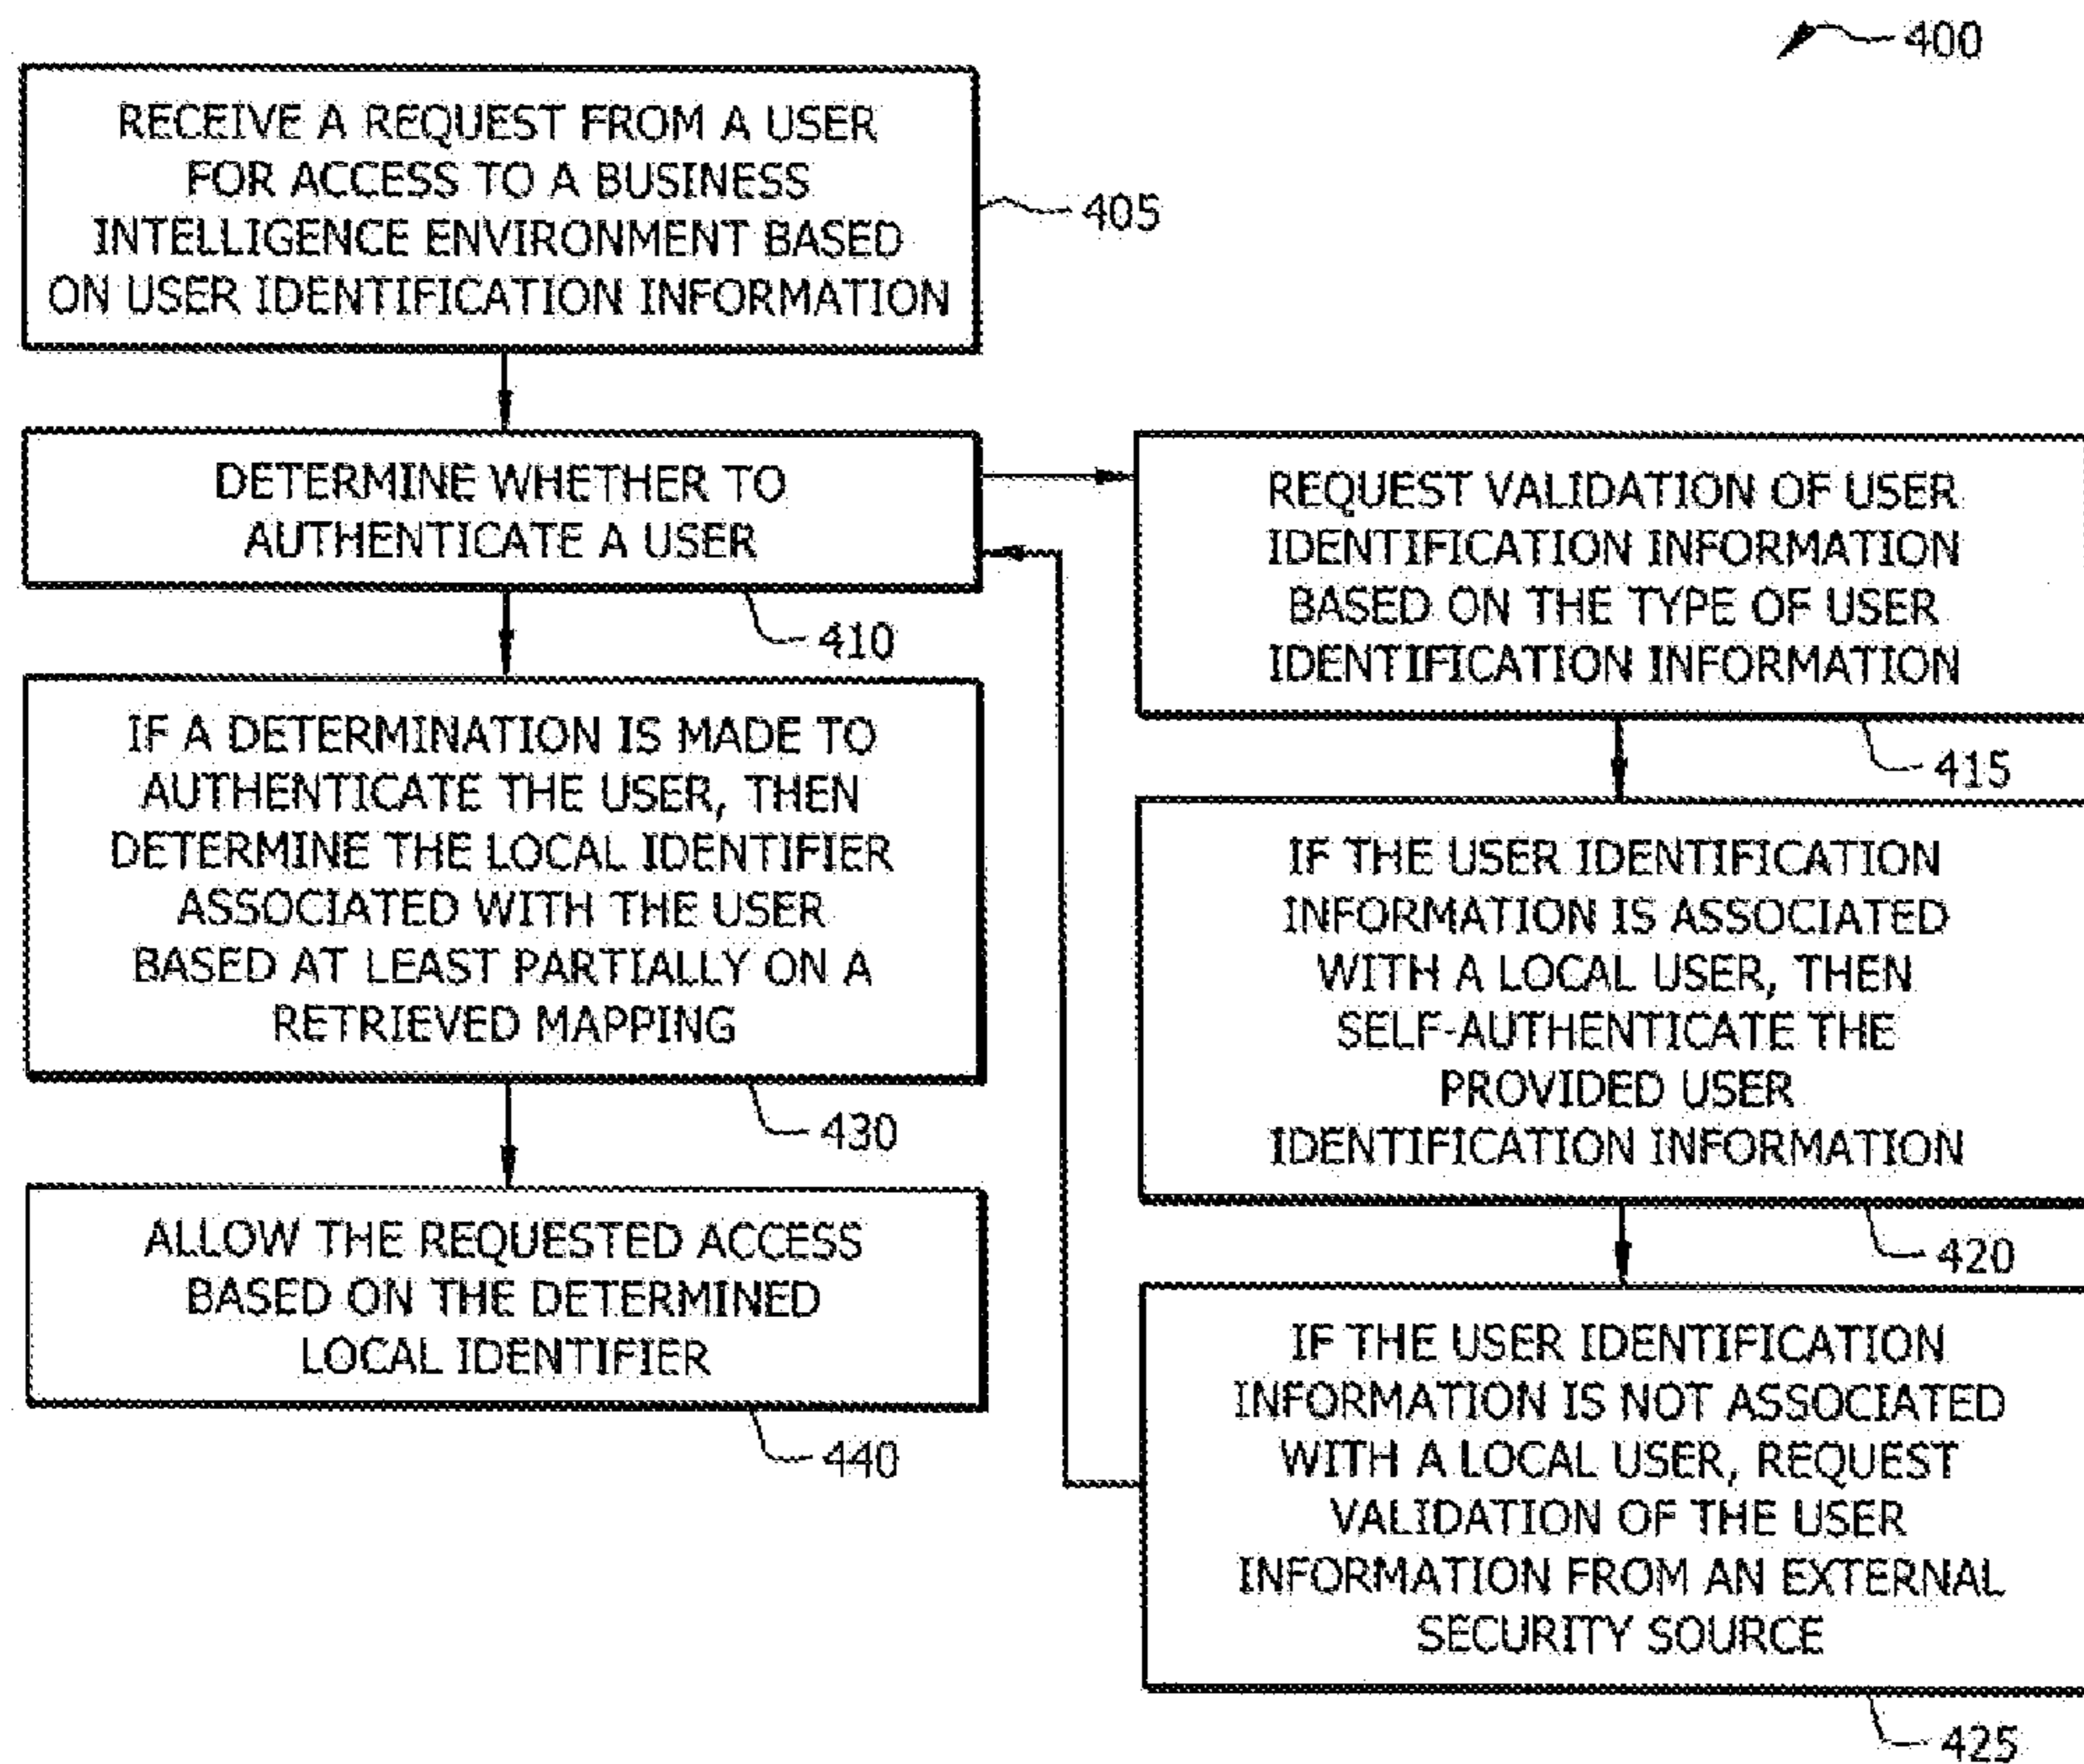 400
RECEIVE A REQUEST FROM A USER
FOR ACCESS TO A BUSINESS
INTELLIGENCE ENVIRONMENT BASED
ON USER IDENTIFICATION INFORMATION
405
DETERMINE WHETHER TO
AUTHENTICATE A USER
410
REQUEST VALIDATION OF USER
IDENTIFICATION INFORMATION
BASED ON THE TYPE OF USER
IDENTIFICATION INFORMATION
415
IF THE USER IDENTIFICATION
INFORMATION IS ASSOCIATED
WITH A LOCAL USER, THEN
SELF-AUTHENTICATE THE
PROVIDED USER
IDENTIFICATION INFORMATION
420
IF THE USER IDENTIFICATION
INFORMATION IS NOT ASSOCIATED
WITH A LOCAL USER, REQUEST
VALIDATION OF THE USER
INFORMATION FROM AN EXTERNAL
SECURITY SOURCE
425
IF A DETERMINATION IS MADE TO
AUTHENTICATE THE USER, THEN
DETERMINE THE LOCAL IDENTIFIER
ASSOCIATED WITH THE USER
BASED AT LEAST PARTIALLY ON A
RETRIEVED MAPPING
430
ALLOW THE REQUESTED ACCESS
BASED ON THE DETERMINED
LOCAL IDENTIFIER
440